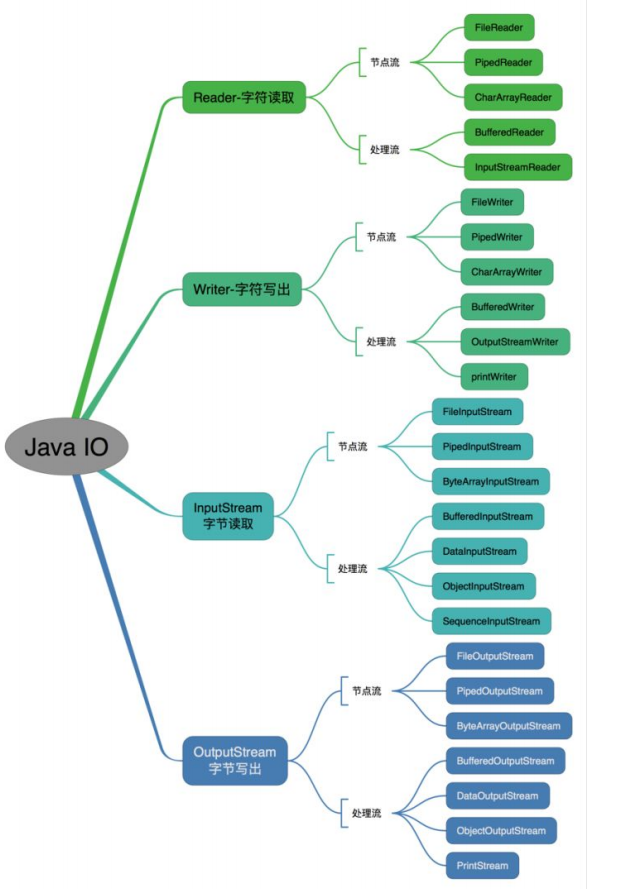 Java IO
Reader-字符读取
节点流
FileReader
PipedReader
CharArrayReader
处理流
BufferedReader
InputStreamReader
Writer-字符写出
节点流
FileWriter
PipedWriter
CharArrayWriter
处理流
BufferedWriter
OutputStreamWriter
printWriter
InputStream
字节读取
节点流
FileInputStream
PipedInputStream
ByteArrayInputStream
处理流
BufferedInputStream
DataInputStream
ObjectInputStream
SequenceInputStream
OutputStream
字节写出
节点流
FileOutputStream
PipedOutputStream
ByteArrayOutputStream
处理流
BufferedOutputStream
DataOutputStream
ObjectOutputStream
PrintStream